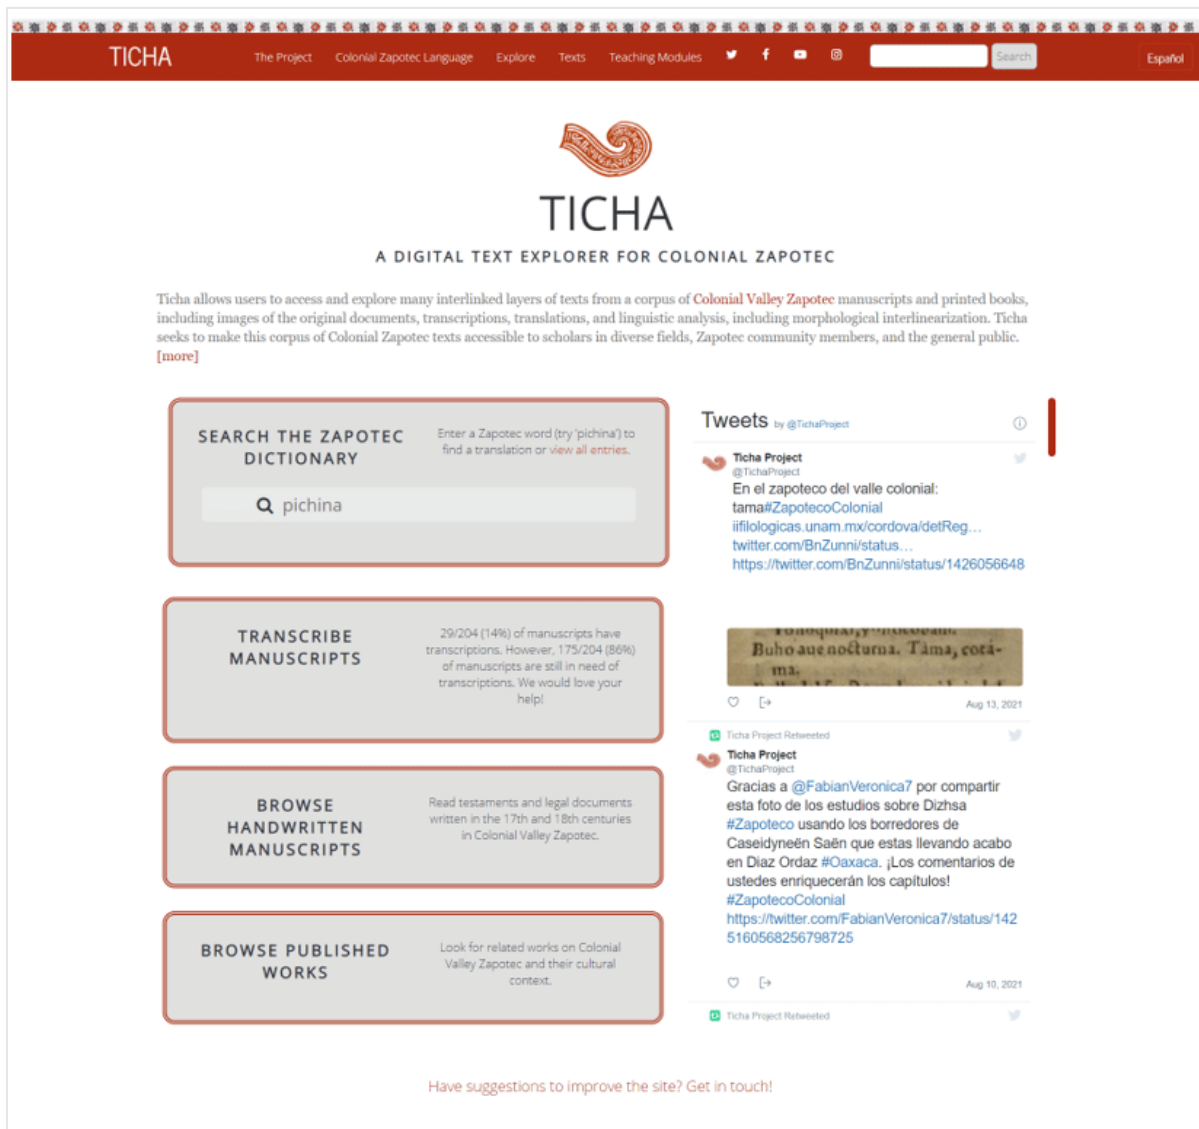 TICHA
The Project Colonial Zapotec Language Explore Texts Teaching Modules Search Español
TICHA
A DIGITAL TEXT EXPLORER FOR COLONIAL ZAPOTEC
Ticha allows users to access and explore many interlinked layers of texts from a corpus of Colonial Valley Zapotec manuscripts and printed books,
including images of the original documents, transcriptions, translations, and linguistic analysis, including morphological interlinearization. Ticha
seeks to make this corpus of Colonial Zapotec texts accessible to scholars in diverse fields, Zapotec community members, and the general public.
[more]
SEARCH THE ZAPOTEC
DICTIONARY
Enter a Zapotec word (try 'pichina') to
find a translation or view all entries.
pichina
TRANSCRIBE
MANUSCRIPTS
29/204 (14%) of manuscripts have
transcriptions. However, 175/204 (86%)
of manuscripts are still in need of
transcriptions. We would love your
help!
BROWSE
HANDWRITTEN
MANUSCRIPTS
Read testaments and legal documents
written in the 17th and 18th centuries
in Colonial Valley Zapotec.
BROWSE PUBLISHED
WORKS
Look for related works on Colonial
Valley Zapotec and their cultural
context.
Tweets by @TichaProject
Ticha Project
@TichaProject
En el zapoteco del valle colonial:
tama#ZapotecoColonial
iifilologicas.unam.mx/cordova/detReg…
twitter.com/BnZunni/status…
https://twitter.com/BnZunni/status/1426056648
Buho aue nocturna. Tàma, cotá-
ma.
Aug 13, 2021
Ticha Project Retweeted
Ticha Project
@TichaProject
Gracias a @FabianVeronica7 por compartir
esta foto de los estudios sobre Dizhsa
#Zapoteco usando los borredores de
Caseidyneën Saën que estas llevando acabo
en Diaz Ordaz #Oaxaca. ¡Los comentarios de
ustedes enriquecerán los capítulos!
#ZapotecoColonial
https://twitter.com/FabianVeronica7/status/142
5160568256798725
Aug 10, 2021
Ticha Project Retweeted
Have suggestions to improve the site? Get in touch!